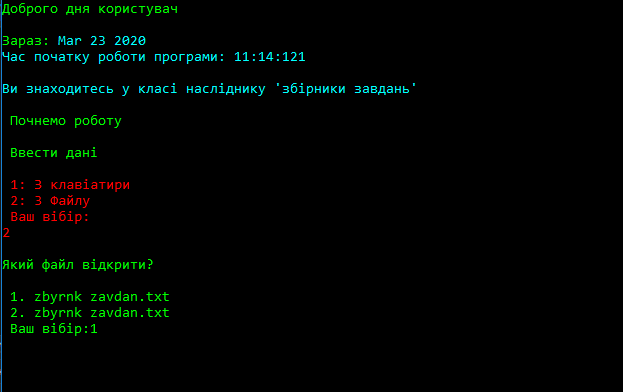 Доброго дня користувач
Зараз: Mar 23 2020
Час початку роботи програми: 11:14:121
Ви знаходитесь у класі насліднику 'збірники завдань'
Почнемо роботу
Ввести дані
1: З клавіатири
2: З Файлу
Ваш вібір:
2
Який файл відкрити?
1. zbyrnk zavdan.txt
2. zbyrnk zavdan.txt
Ваш вібір:1